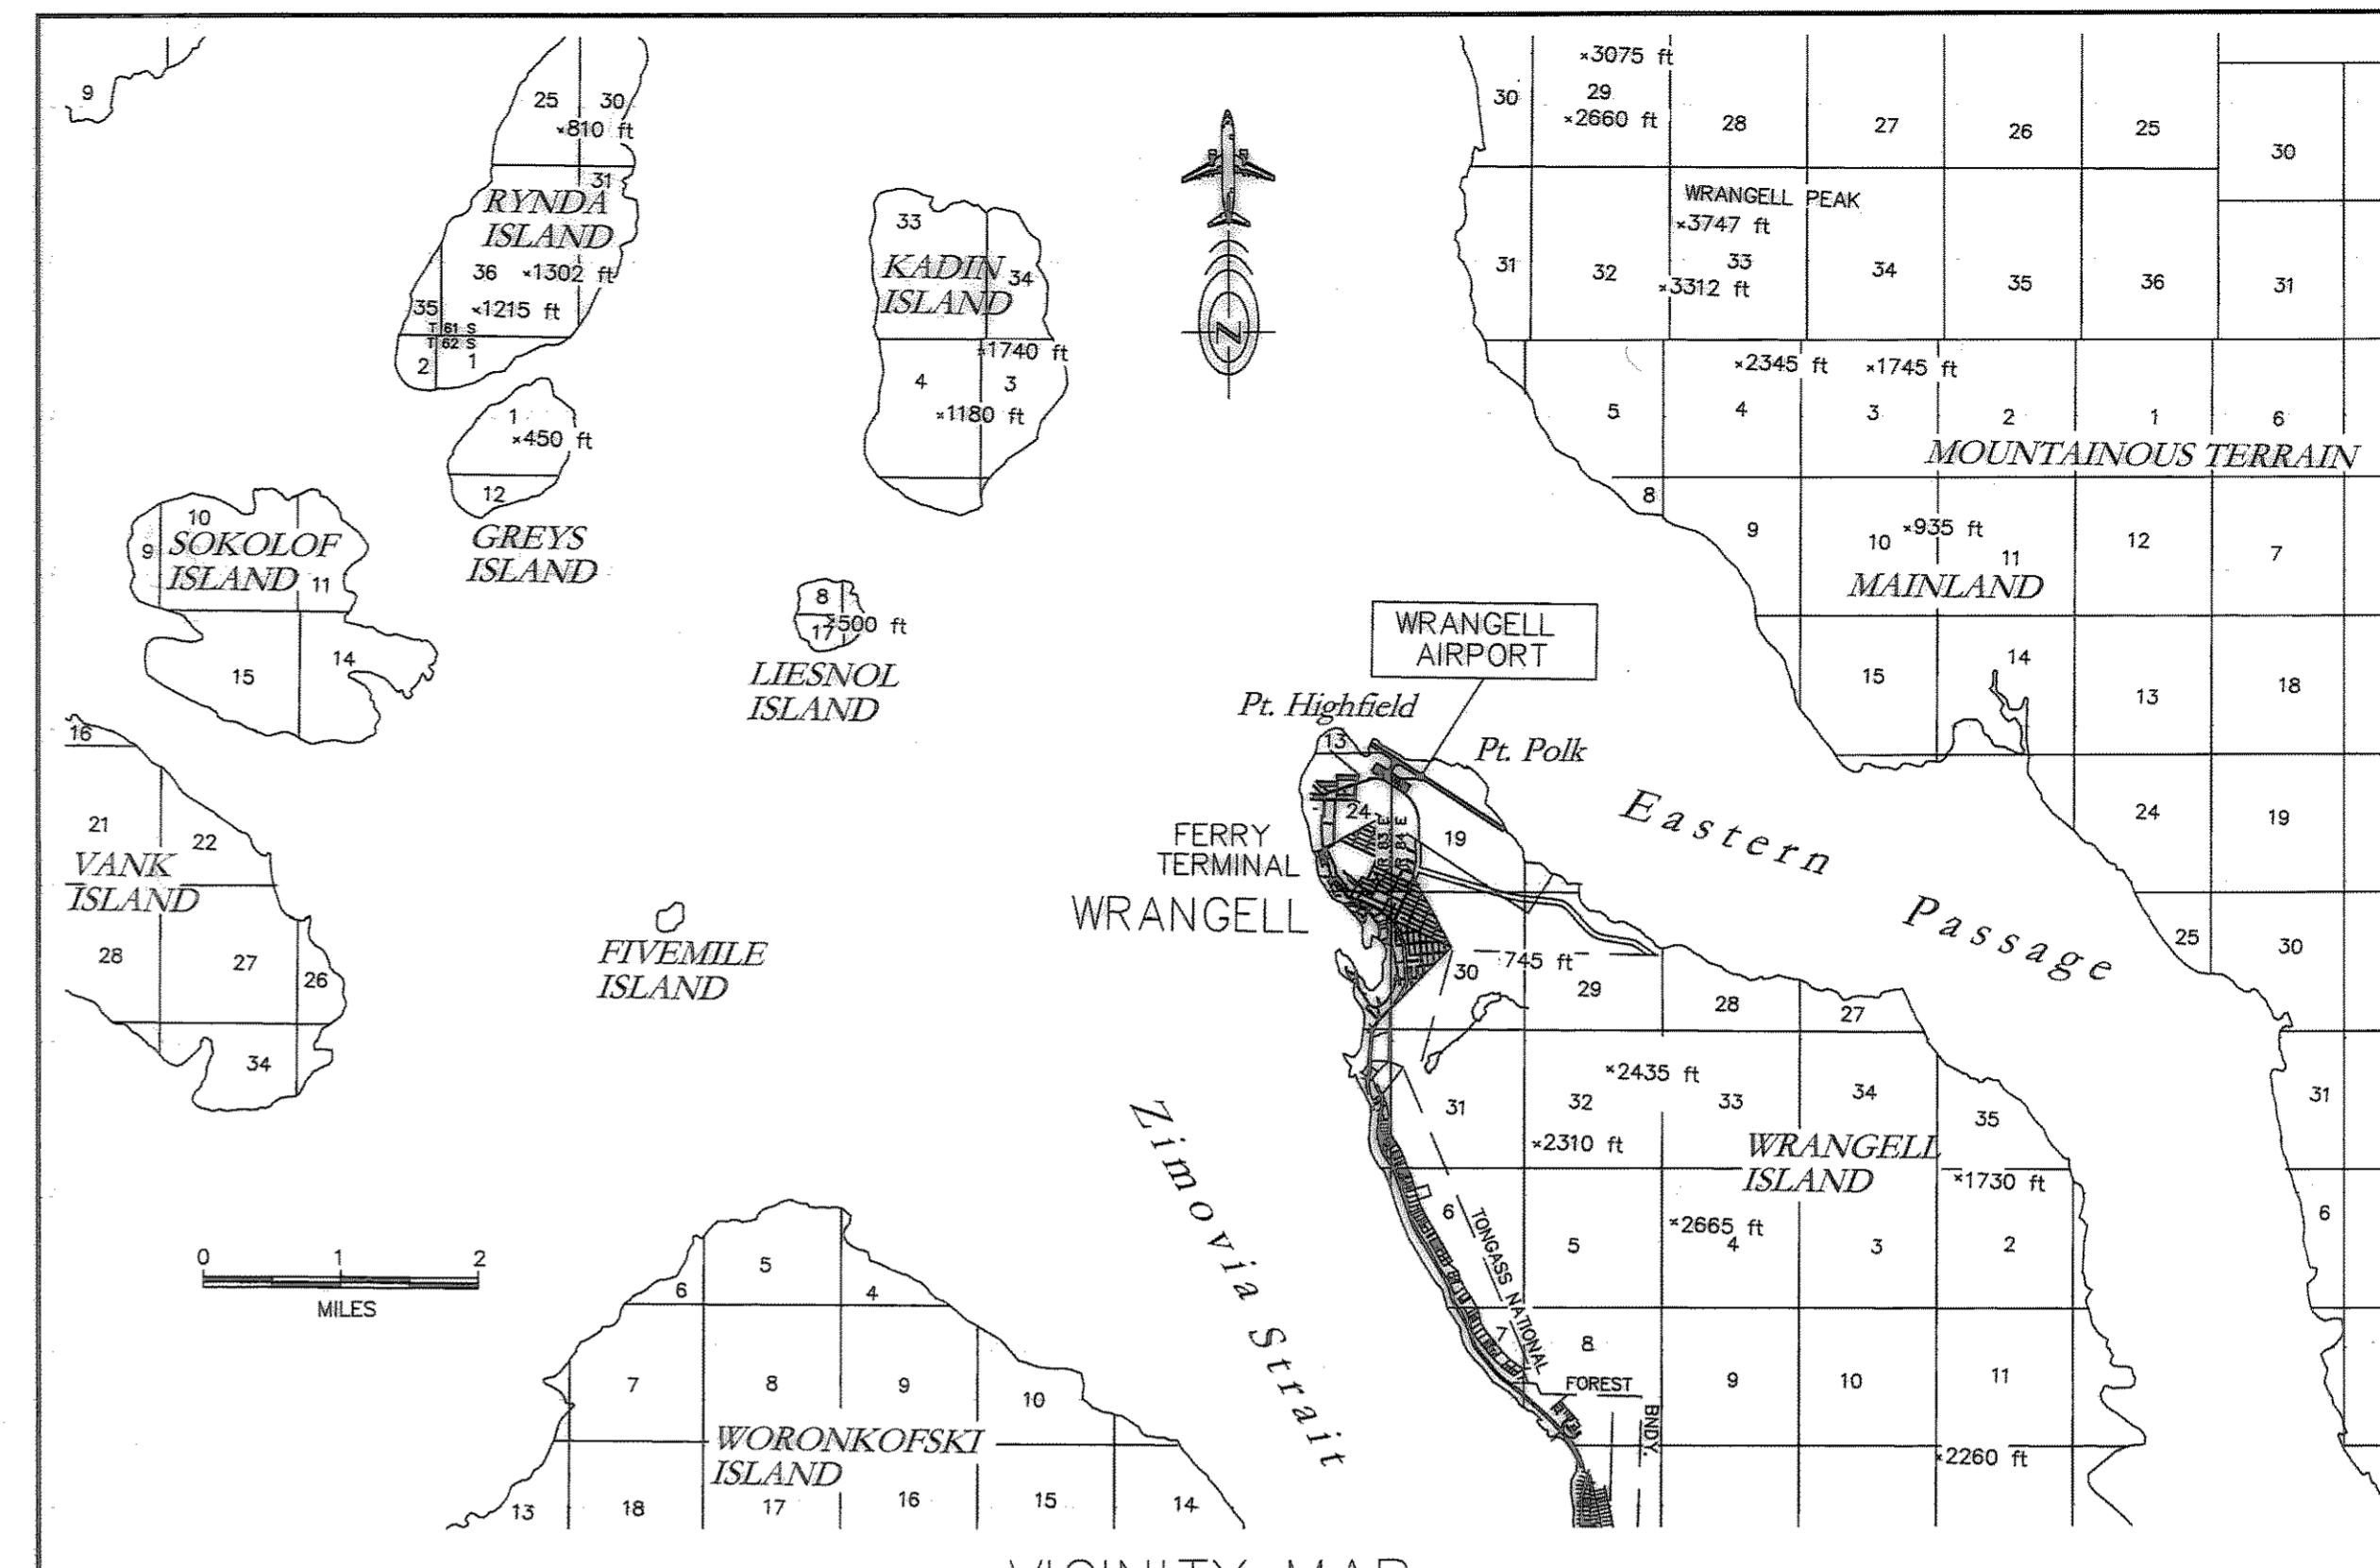 9
25
30
×810 ft
31
RYNDA
ISLAND
36
×1302 ft
35
×1215 ft
T 61 S
T 62 S
2
1
33
KADIN
ISLAND
34
×1740 ft
4
3
×1180 ft
N
1
×450 ft
12
GREYS
ISLAND
10
9
SOKOLOF
ISLAND
11
15
14
8
17
×500 ft
LIESNOL
ISLAND
16
21
22
VANK
ISLAND
28
27
26
34
FIVEMILE
ISLAND
30
×3075 ft
29
×2660 ft
28
27
26
25
30
WRANGELL PEAK
×3747 ft
31
32
33
×3312 ft
34
35
36
31
×2345 ft
×1745 ft
5
4
3
2
1
6
MOUNTAINOUS TERRAIN
8
9
10
×935 ft
11
12
7
MAINLAND
15
14
13
18
24
19
25
30
31
6
WRANGELL
AIRPORT
Pt. Highfield
Pt. Polk
13
24
R 83 E
R 84 E
19
FERRY
TERMINAL
WRANGELL
Eastern
Passage
30
745 ft
29
28
27
31
×2435 ft
32
33
34
35
×2310 ft
WRANGELL
ISLAND
×1730 ft
6
×2665 ft
5
4
3
2
TONGASS NATIONAL
FOREST
BNDY.
7
8
9
10
11
×2260 ft
Zimovia Strait
0 1 2
MILES
5
6
4
7
8
9
10
WORONKOFSKI
ISLAND
13
18
17
16
15
14
VICINITY MAP